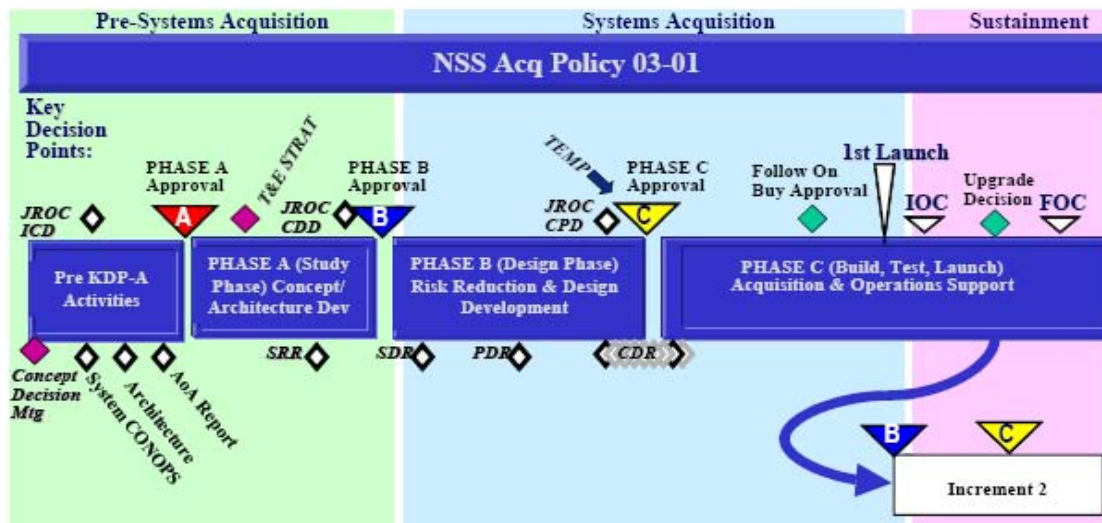 Pre-Systems Acquisition
Systems Acquisition
Sustainment
NSS Acq Policy 03-01
Key
Decision
Points:
PHASE A
Approval
T&E STRAT
PHASE B
Approval
TEMP
PHASE C
Approval
Follow On
Buy Approval
1st Launch
IOC
Upgrade
Decision
FOC
JROC
ICD
A
JROC
CDD
B
JROC
CPD
C
Pre KDP-A
Activities
PHASE A (Study
Phase) Concept/
Architecture Dev
PHASE B (Design Phase)
Risk Reduction & Design
Development
PHASE C (Build, Test, Launch)
Acquisition & Operations Support
Concept
Decision
Mtg
System CONOPS
Architecture
AoA Report
SRR
SDR
PDR
CDR
B
C
Increment 2